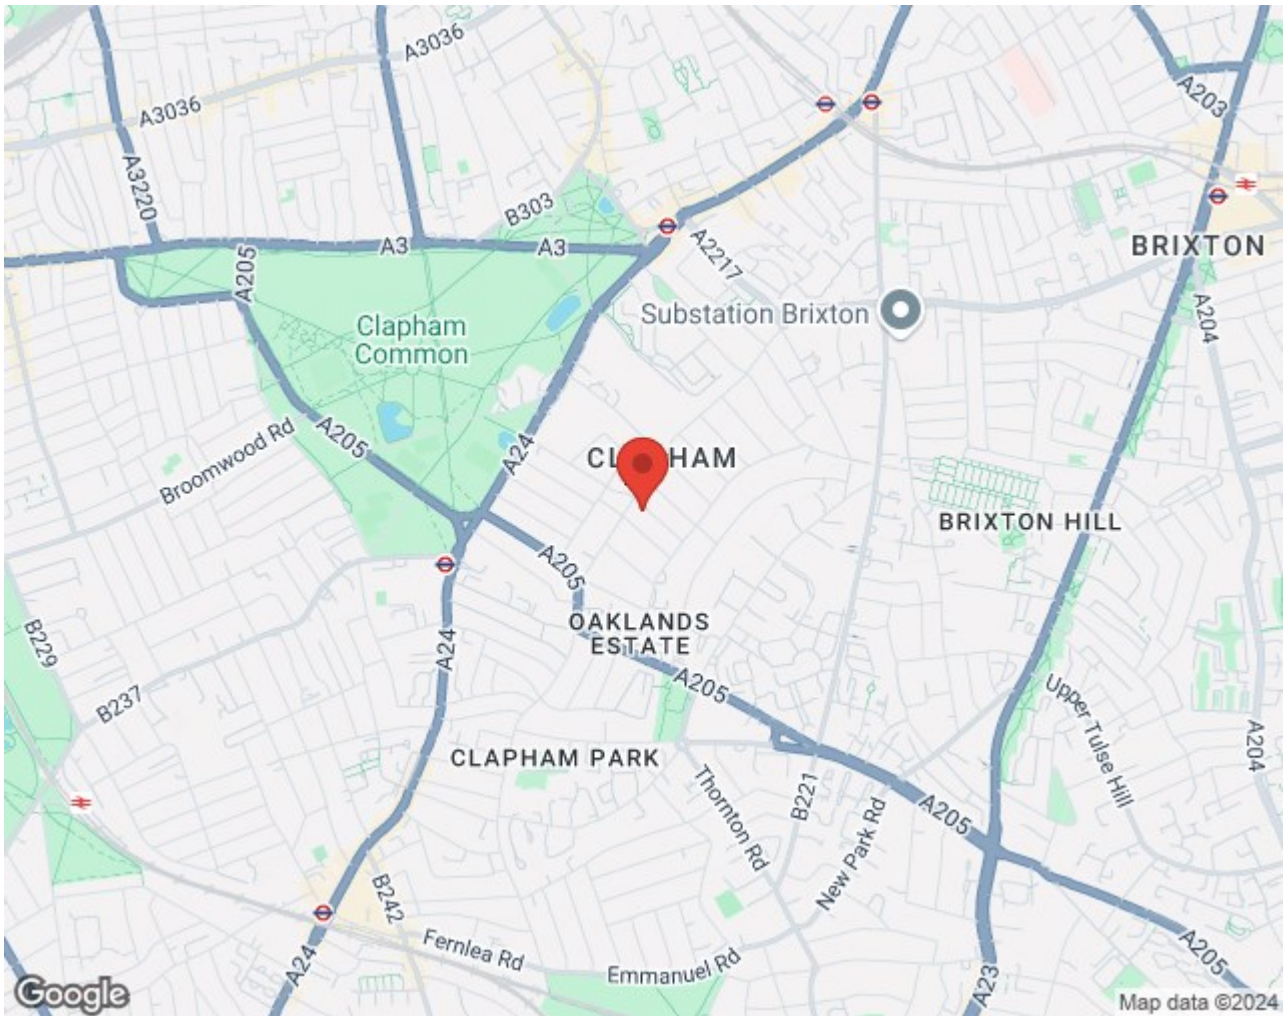 A3036
A3036
A203
A3220
B303
A3
A3
A2217
BRIXTON
A205
Substation Brixton
A204
Clapham
Common
Broomwood Rd
A205
A24
CL
HAM
BRIXTON HILL
A205
B229
OAKLANDS
ESTATE
A24
A205
B237
Upper Tulse Hill
A204
CLAPHAM PARK
Thornton Rd
B221
New Park Rd
A205
B242
Fernlea Rd
Emmanuel Rd
A24
A23
A205
Google
Map data ©2024